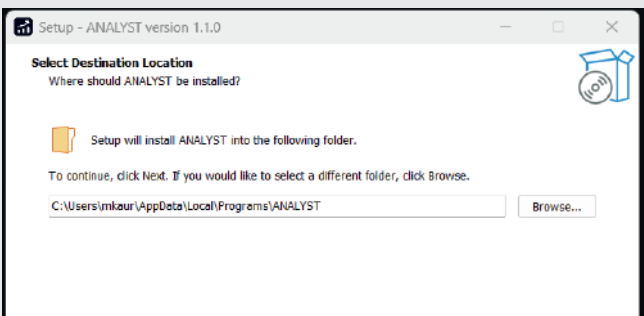 Setup - ANALYST version 1.1.0
Select Destination Location
Where should ANALYST be installed?
Setup will install ANALYST into the following folder.
To continue, click Next. If you would like to select a different folder, click Browse.
C:\Users\mkaur\AppData\Local\Programs\ANALYST
Browse...